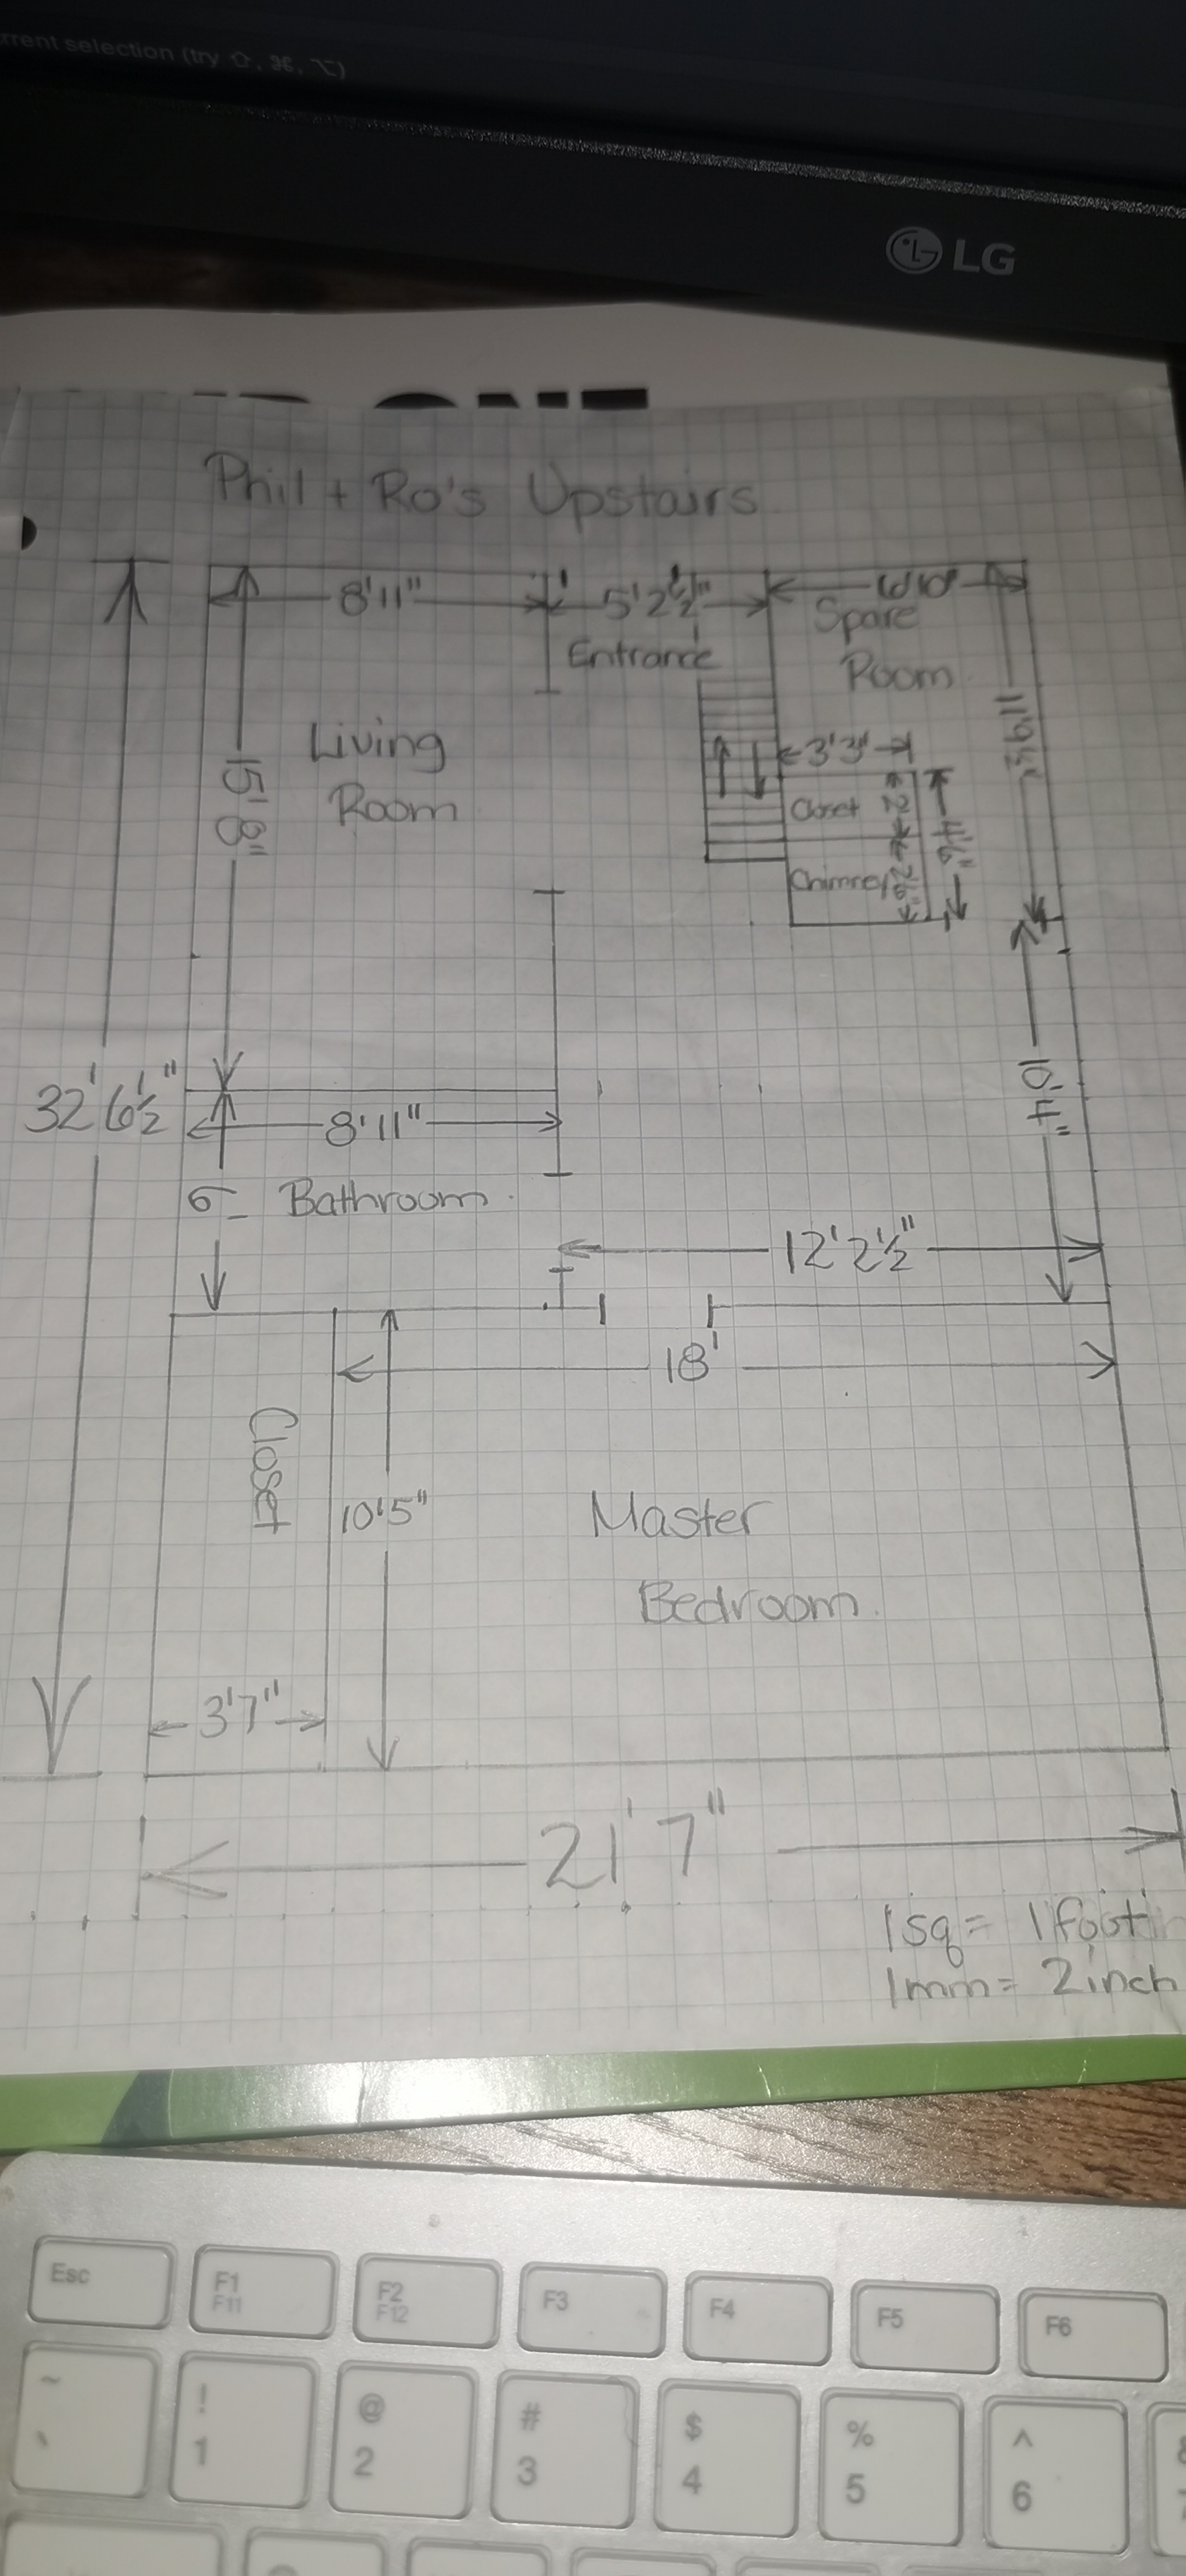 rrent selection (try ⇧, ⌘, ⌥)
LG
Phil + Ro's Upstairs
8'11"
5'2½"
Spare
Room
Entrance
11'9½"
Living
Room
15'8"
3'3"
Closet
2'
4'6"
Chimney
2'6"
10'4"
32'6½"
8'11"
6
Bathroom
12'2½"
18'
Closet
10'5"
Master
Bedroom
3'7"
21'7"
1sq = 1foot
1mm = 2inch
Esc
F1
F11
F2
F12
F3
F4
F5
F6
~
`
!
1
@
2
#
3
$
4
%
5
^
6